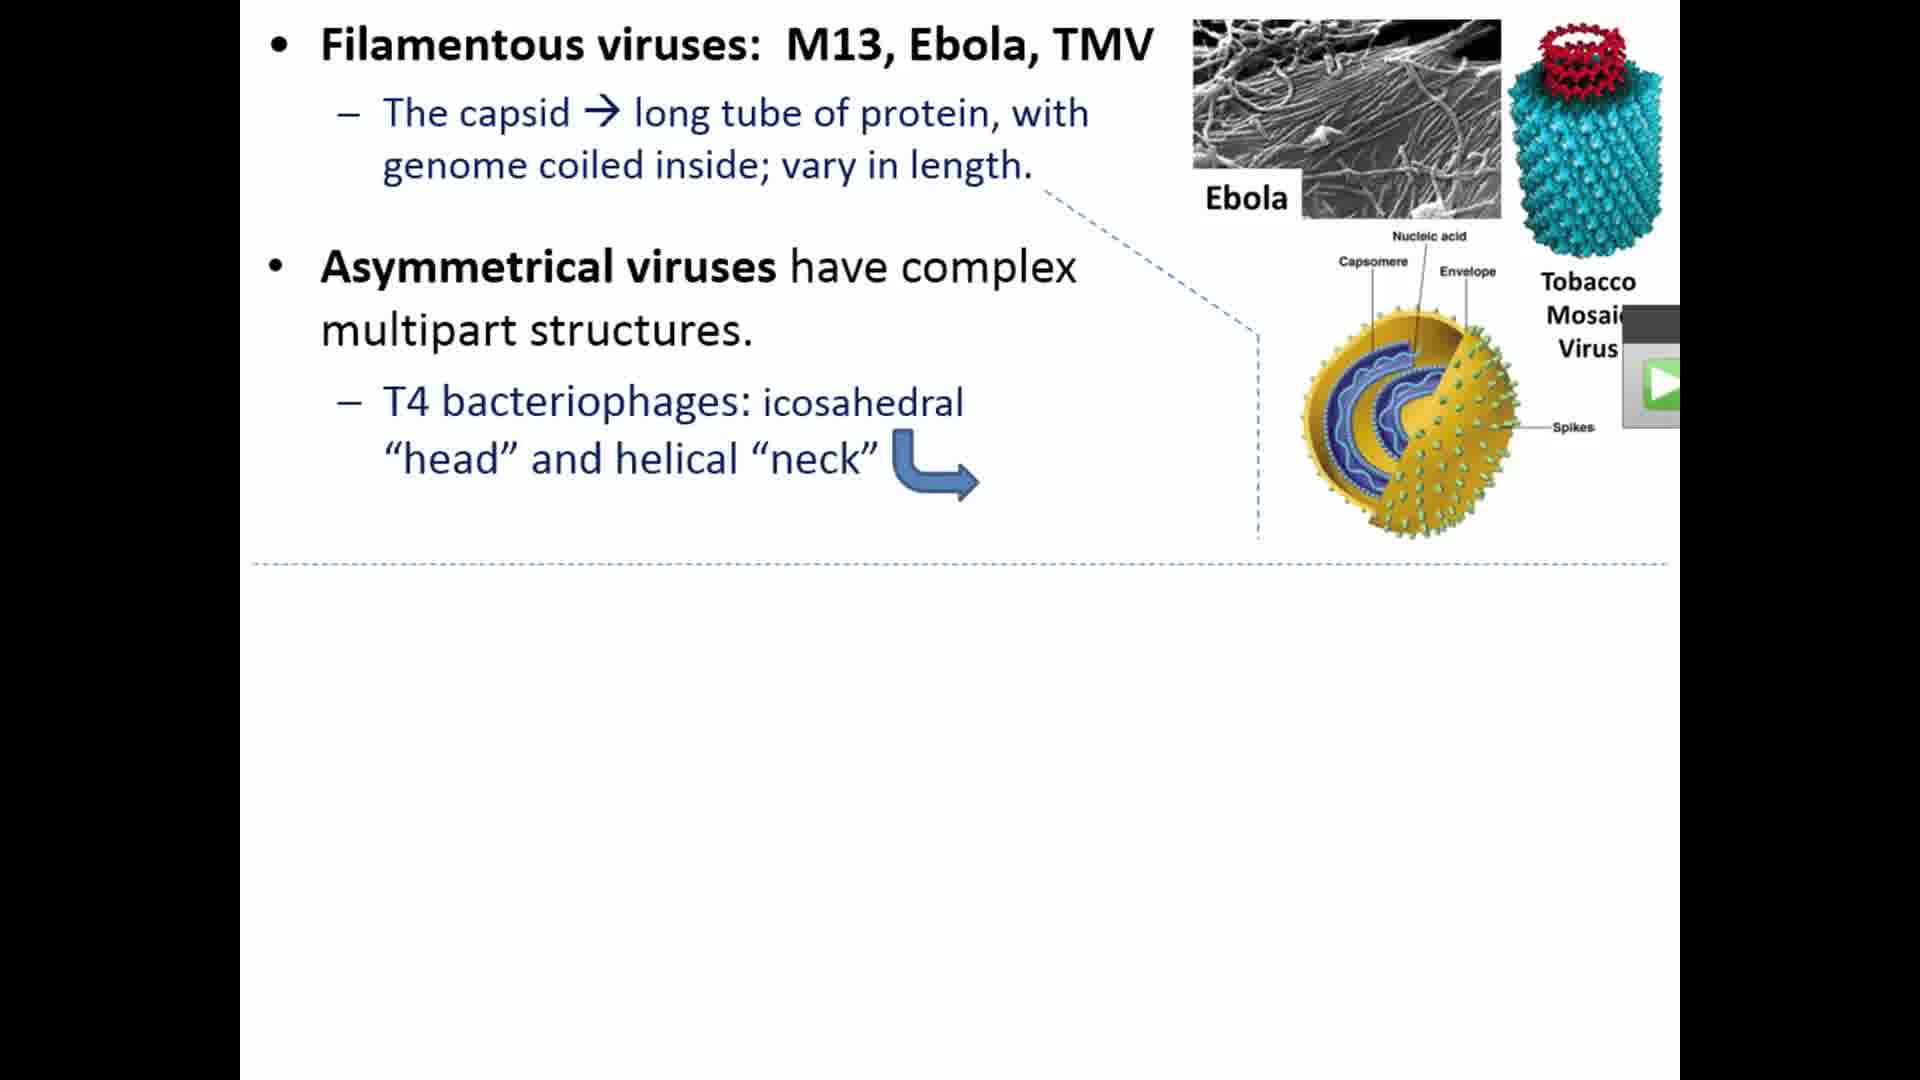 • Filamentous viruses: M13, Ebola, TMV
– The capsid → long tube of protein, with
genome coiled inside; vary in length.
• Asymmetrical viruses have complex
multipart structures.
– T4 bacteriophages: icosahedral
“head” and helical “neck”
Ebola
Nucleic acid
Capsomere
Envelope
Spikes
Tobacco
Mosaic
Virus